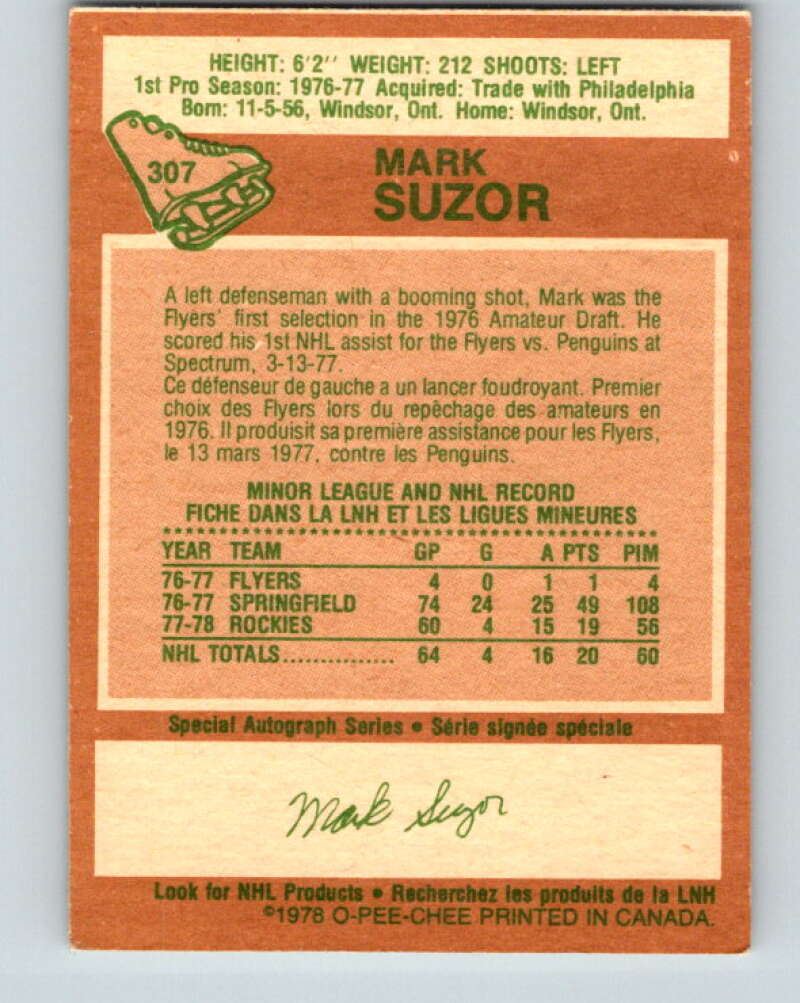 HEIGHT: 6'2'' WEIGHT: 212 SHOOTS: LEFT
1st Pro Season: 1976-77 Acquired: Trade with Philadelphia
Born: 11-5-56, Windsor, Ont. Home: Windsor, Ont.
307
MARK
SUZOR
A left defenseman with a booming shot, Mark was the
Flyers' first selection in the 1976 Amateur Draft. He
scored his 1st NHL assist for the Flyers vs. Penguins at
Spectrum, 3-13-77.
Ce défenseur de gauche a un lancer foudroyant. Premier
choix des Flyers lors du repêchage des amateurs en
1976. Il produisit sa première assistance pour les Flyers,
le 13 mars 1977, contre les Penguins.
MINOR LEAGUE AND NHL RECORD
FICHE DANS LA LNH ET LES LIGUES MINEURES
YEAR TEAM GP G A PTS PIM
76-77 FLYERS 4 0 1 1 4
76-77 SPRINGFIELD 74 24 25 49 108
77-78 ROCKIES 60 4 15 19 56
NHL TOTALS............... 64 4 16 20 60
Special Autograph Series • Série signée spéciale
Mark Suzor
Look for NHL Products • Recherchez les produits de la LNH
©1978 O-PEE-CHEE PRINTED IN CANADA.